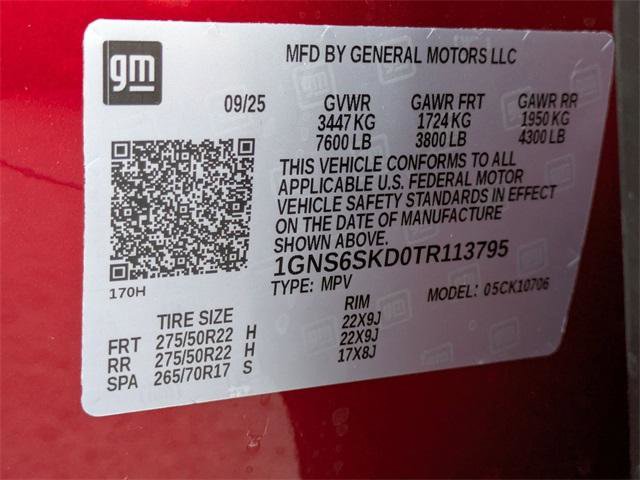 gm
MFD BY GENERAL MOTORS LLC
09/25 GVWR GAWR FRT GAWR RR
3447 KG 1724 KG 1950 KG
7600 LB 3800 LB 4300 LB
THIS VEHICLE CONFORMS TO ALL
APPLICABLE U.S. FEDERAL MOTOR
VEHICLE SAFETY STANDARDS IN EFFECT
ON THE DATE OF MANUFACTURE
SHOWN ABOVE.
1GNS6SKD0TR113795
170H
TYPE: MPV MODEL: 05CK10706
TIRE SIZE RIM
FRT 275/50R22 H 22X9J
RR 275/50R22 H 22X9J
SPA 265/70R17 S 17X8J